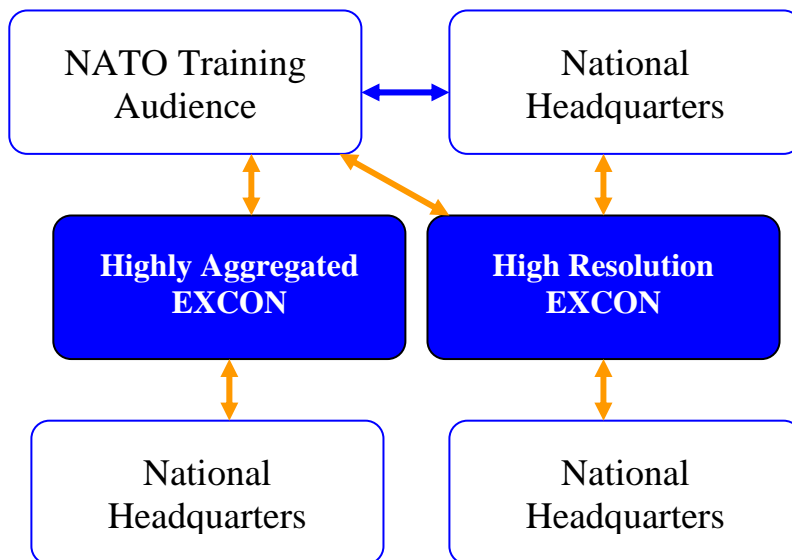 NATO Training
Audience
National
Headquarters
Highly Aggregated
EXCON
High Resolution
EXCON
National
Headquarters
National
Headquarters